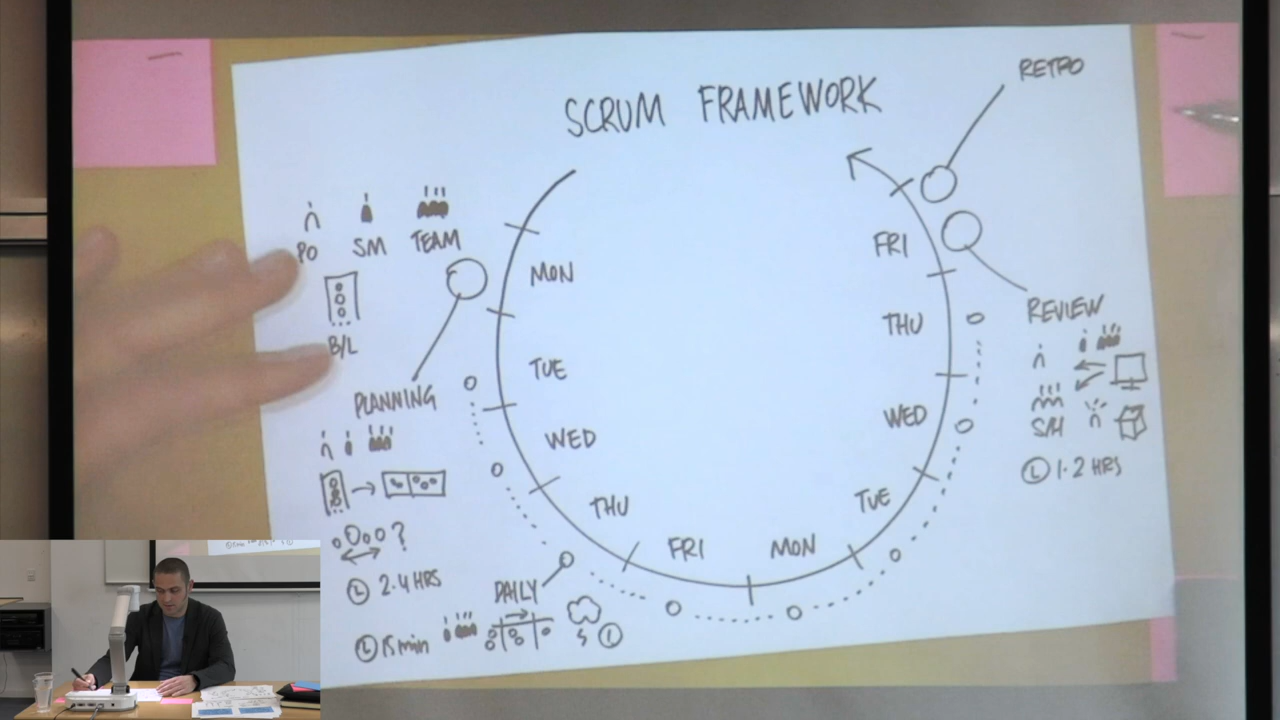 SCRUM FRAMEWORK
RETRO
PO SM TEAM
B/L
PLANNING
? 
L 2-4 HRS
DAILY
L 15 min
L
MON
TUE
WED
THU
FRI
MON
TUE
WED
THU
FRI
REVIEW
S/H
L 1-2 HRS